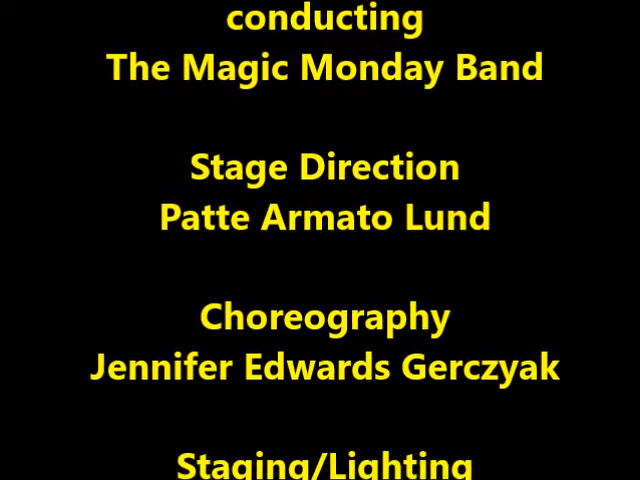 conducting
The Magic Monday Band
Stage Direction
Patte Armato Lund
Choreography
Jennifer Edwards Gerczyak
Staging/Lighting